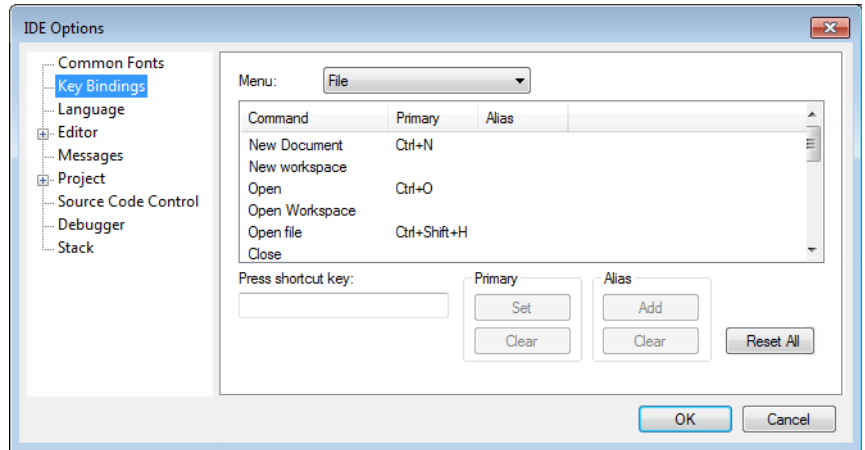 IDE Options
Common Fonts
Key Bindings
Language
Editor
Messages
Project
Source Code Control
Debugger
Stack
Menu: File
Command Primary Alias
New Document Ctrl+N
New workspace
Open Ctrl+O
Open Workspace
Open file Ctrl+Shift+H
Close
Press shortcut key:
Primary
Set
Clear
Alias
Add
Clear
Reset All
OK Cancel